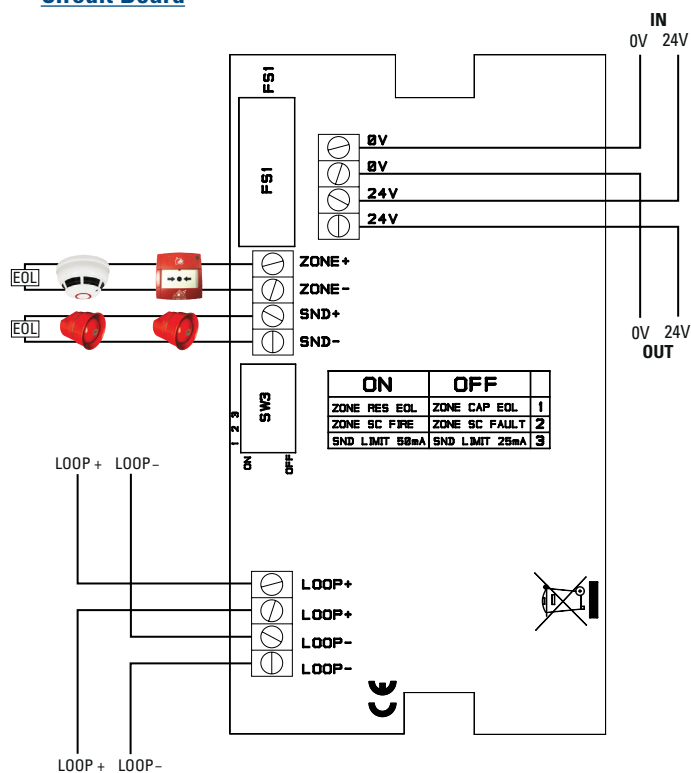 Circuit Board
IN
0V 24V
FS1
FS1
0V
0V
24V
24V
ZONE+
ZONE-
SND+
SND-
EOL
EOL
0V 24V
OUT
SW3
1 2 3
ON OFF
ON OFF
ZONE RES EOL ZONE CAP EOL 1
ZONE SC FIRE ZONE SC FAULT 2
SND LIMIT 50mA SND LIMIT 25mA 3
LOOP + LOOP-
LOOP+
LOOP+
LOOP-
LOOP-
CE
LOOP + LOOP-